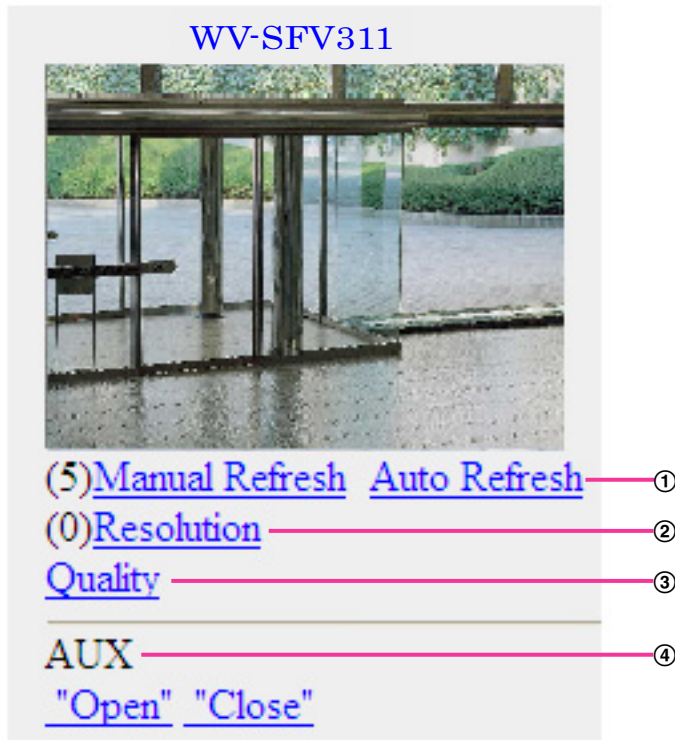 WV-SFV311
(5)Manual Refresh Auto Refresh ①
(0)Resolution ②
Quality ③
AUX ④
"Open" "Close"